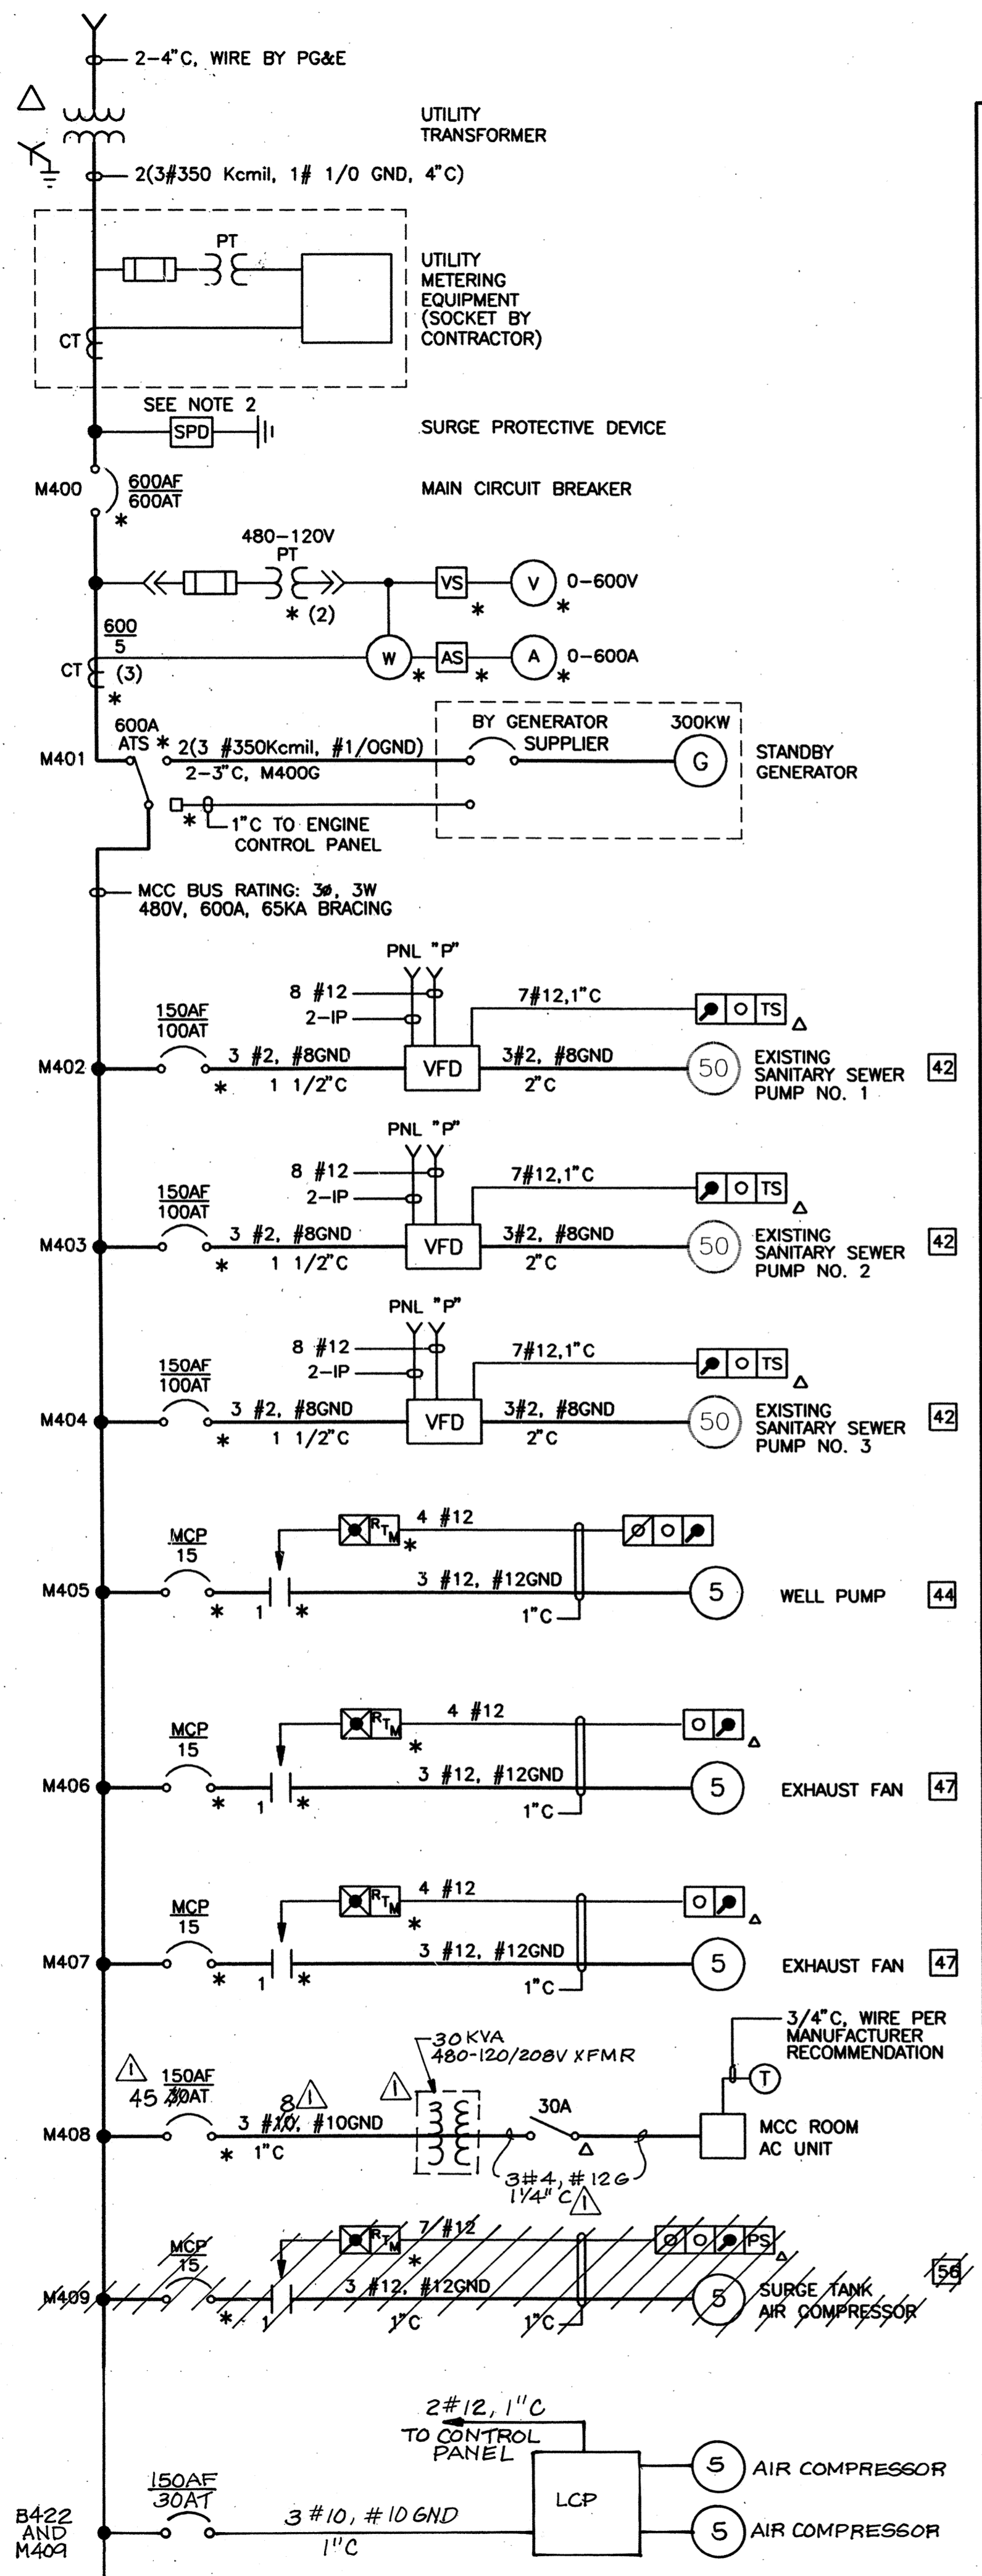 2-4"C, WIRE BY PG&E
UTILITY
TRANSFORMER
2(3#350 Kcmil, 1# 1/0 GND, 4"C)
PT
CT
UTILITY
METERING
EQUIPMENT
(SOCKET BY
CONTRACTOR)
SEE NOTE 2
SPD
SURGE PROTECTIVE DEVICE
M400
600AF
600AT
*
MAIN CIRCUIT BREAKER
480-120V
PT
* (2)
VS
*
V
*
0-600V
600
5
CT
(3)
*
W
*
AS
*
A
*
0-600A
M401
600A
ATS *
2(3 #350Kcmil, #1/0GND)
2-3"C, M400G
BY GENERATOR
SUPPLIER
300KW
G
STANDBY
GENERATOR
*
1"C TO ENGINE
CONTROL PANEL
MCC BUS RATING: 3ø, 3W
480V, 600A, 65KA BRACING
PNL "P"
8 #12
2-IP
7#12,1"C
TS
M402
150AF
100AT
*
3 #2, #8GND
1 1/2"C
VFD
3#2, #8GND
2"C
50
EXISTING
SANITARY SEWER
PUMP NO. 1
42
PNL "P"
8 #12
2-IP
7#12,1"C
TS
M403
150AF
100AT
*
3 #2, #8GND
1 1/2"C
VFD
3#2, #8GND
2"C
50
EXISTING
SANITARY SEWER
PUMP NO. 2
42
PNL "P"
8 #12
2-IP
7#12,1"C
TS
M404
150AF
100AT
*
3 #2, #8GND
1 1/2"C
VFD
3#2, #8GND
2"C
50
EXISTING
SANITARY SEWER
PUMP NO. 3
42
RTM
*
4 #12
M405
MCP
15
*
1
*
3 #12, #12GND
1"C
5
WELL PUMP
44
RTM
*
4 #12
M406
MCP
15
*
1
*
3 #12, #12GND
1"C
5
EXHAUST FAN
47
RTM
*
4 #12
M407
MCP
15
*
1
*
3 #12, #12GND
1"C
5
EXHAUST FAN
47
3/4"C, WIRE PER
MANUFACTURER
RECOMMENDATION
T
30 KVA
480-120/208V XFMR
1
150AF
45 30AT
M408
*
8
1
3 #10, #10GND
1"C
1
30A
3#4, #12G
1 1/4" C
1
MCC ROOM
AC UNIT
RTM
*
7 #12
PS
M409
MCP
15
*
1
3 #12, #12GND
1"C
1"C
5
SURGE TANK
AIR COMPRESSOR
56
2#12, 1"C
TO CONTROL
PANEL
LCP
5
AIR COMPRESSOR
B422
AND
M409
150AF
30AT
3 #10, #10 GND
1"C
5
AIR COMPRESSOR